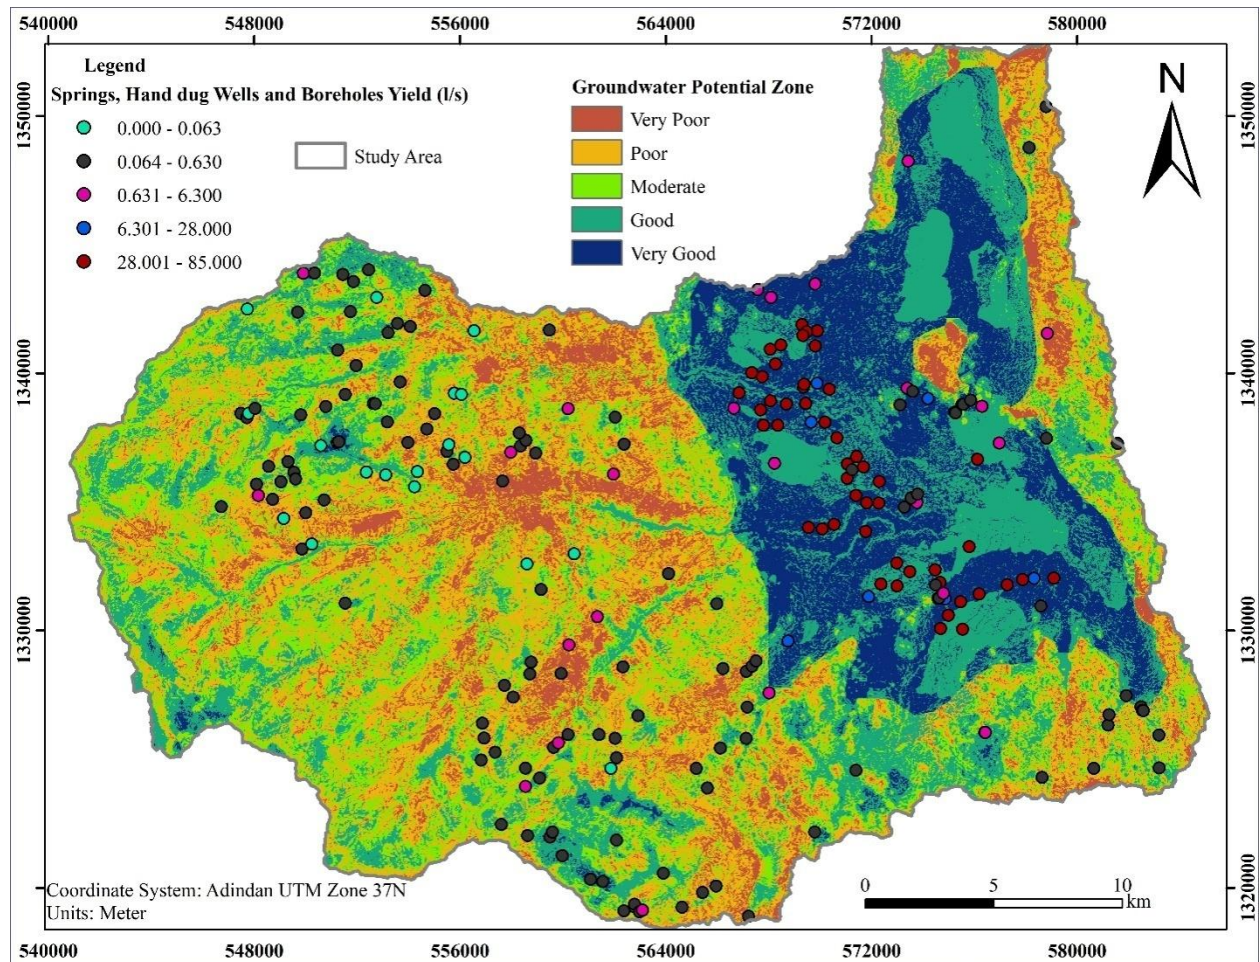 540000 548000 556000 564000 572000 580000
Legend
Springs, Hand dug Wells and Boreholes Yield (l/s)
0.000 - 0.063
0.064 - 0.630
0.631 - 6.300
6.301 - 28.000
28.001 - 85.000
Study Area
Groundwater Potential Zone
Very Poor
Poor
Moderate
Good
Very Good
N
1350000
1340000
1330000
1350000
1340000
1330000
1320000
Coordinate System: Adindan UTM Zone 37N
Units: Meter
0 5 10
km
540000 548000 556000 564000 572000 580000